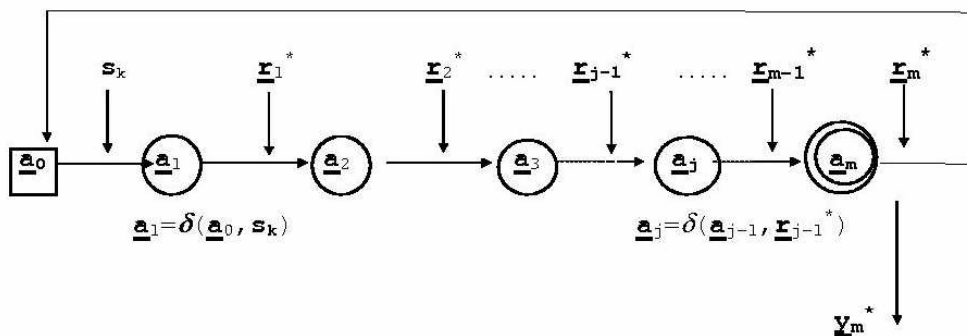 s_k r_1* r_2* ..... r_j-1* ..... r_m-1* r_m*
a_0 a_1 a_2 a_3 a_j a_m
a_1=δ(a_0,s_k) a_j=δ(a_j-1,r_j-1*)
y_m*